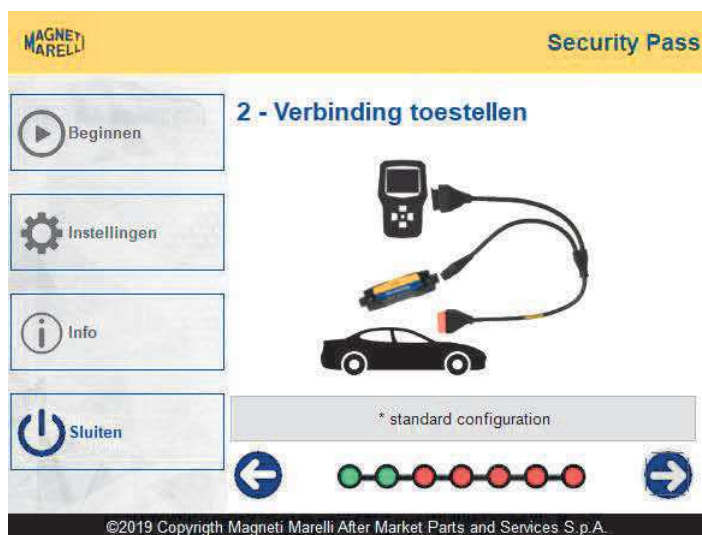 MAGNETI
MARELLI
Security Pass
Beginnen
2 - Verbinding toestellen
Instellingen
Info
Sluiten
* standard configuration
©2019 Copyrigth Magneti Marelli After Market Parts and Services S.p.A.